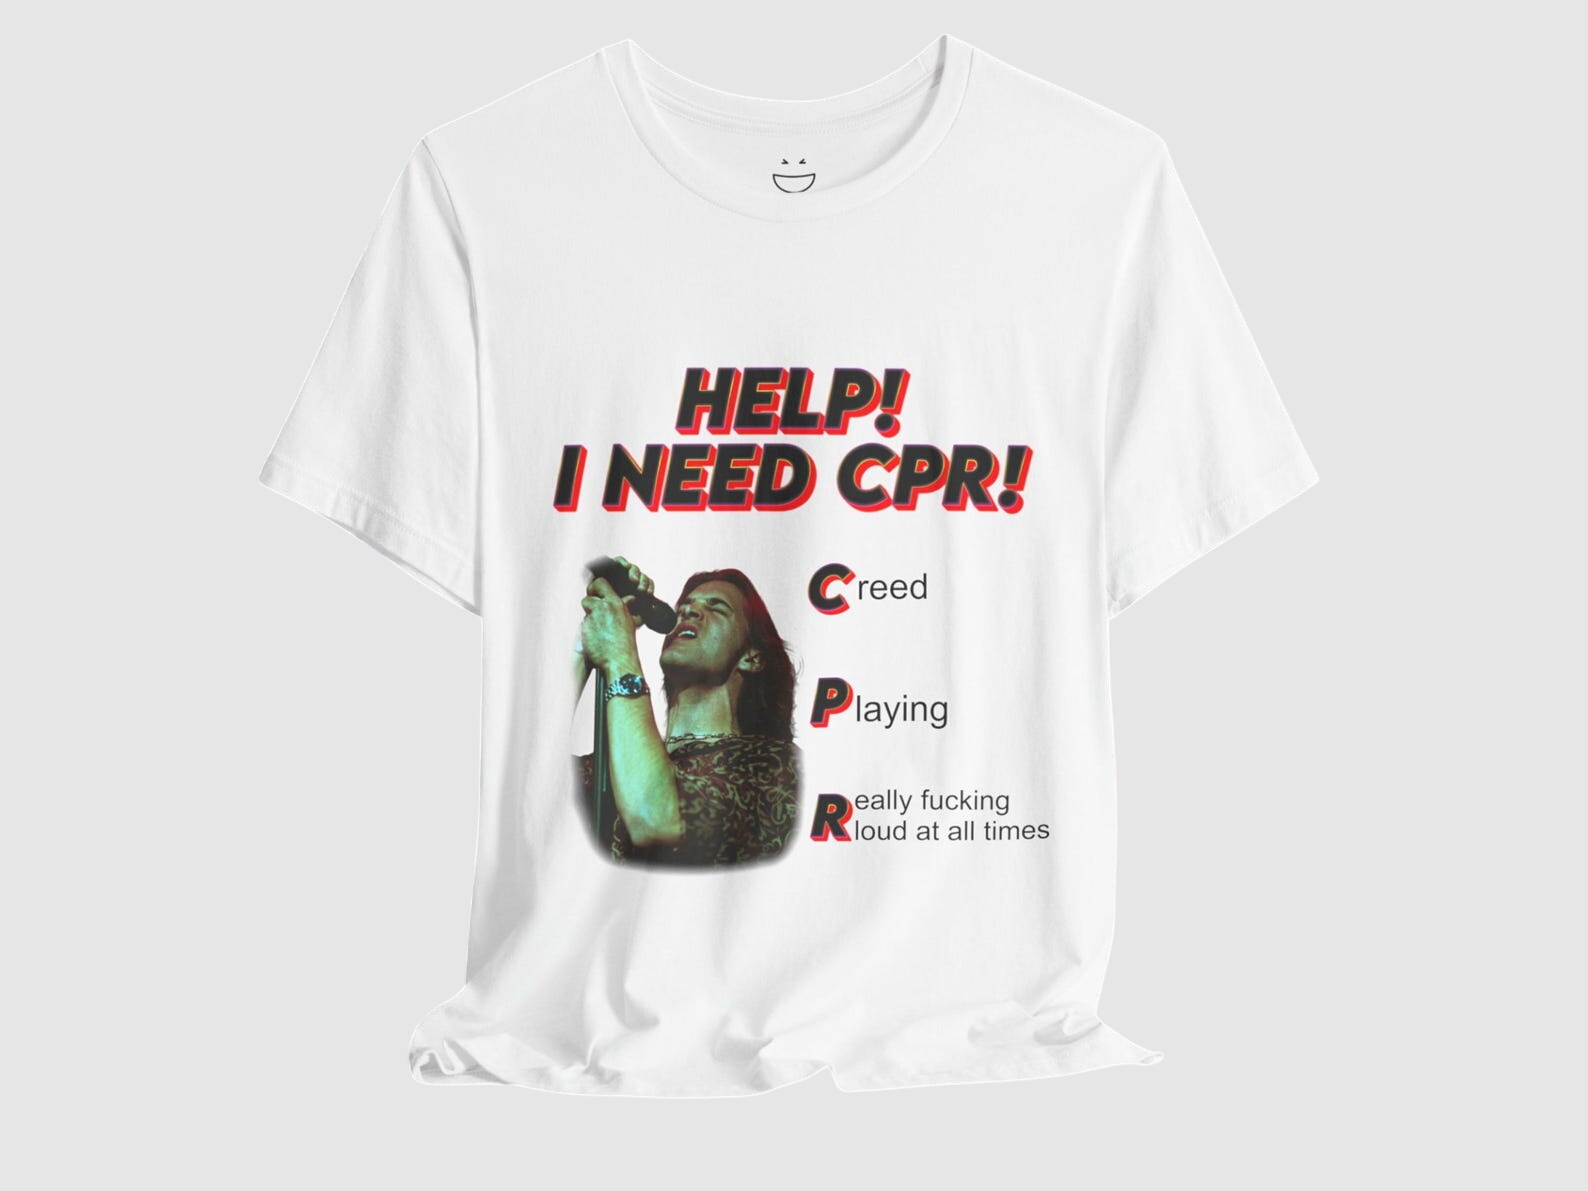 HELP!
I NEED CPR!
Creed
Playing
Really fucking
loud at all times